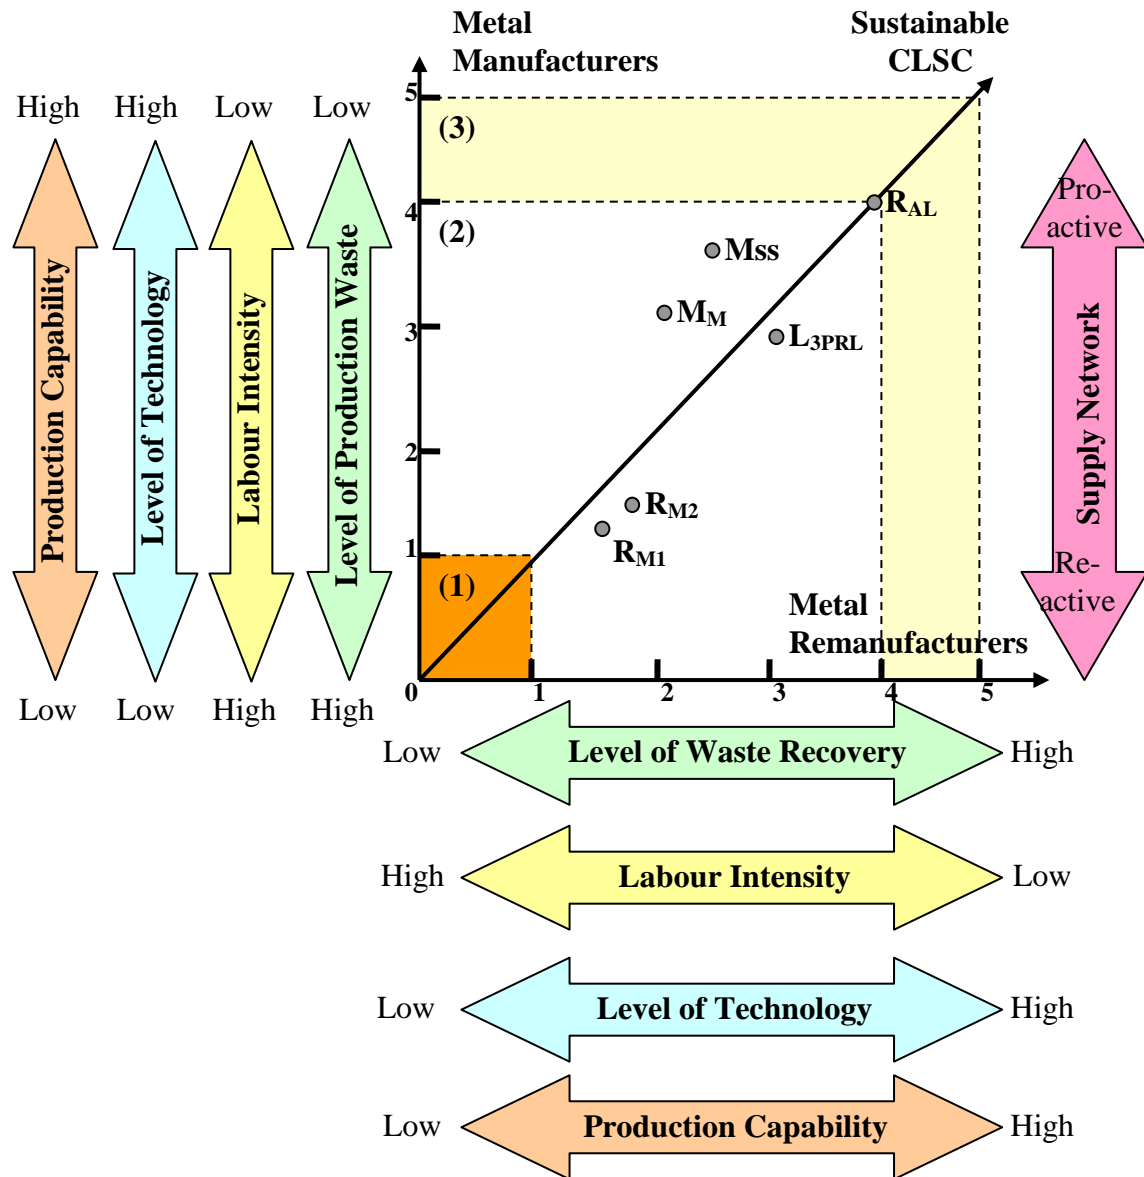 Metal
Manufacturers
Sustainable
CLSC
High
High
Low
Low
Production Capability
Level of Technology
Labour Intensity
Level of Production Waste
Low
Low
High
High
5
4
3
2
1
0
1
2
3
4
5
(3)
(2)
(1)
RAL
Mss
MM
L3PRL
RM2
RM1
Metal
Remanufacturers
Pro-
active
Supply Network
Re-
active
Low Level of Waste Recovery High
High Labour Intensity Low
Low Level of Technology High
Low Production Capability High